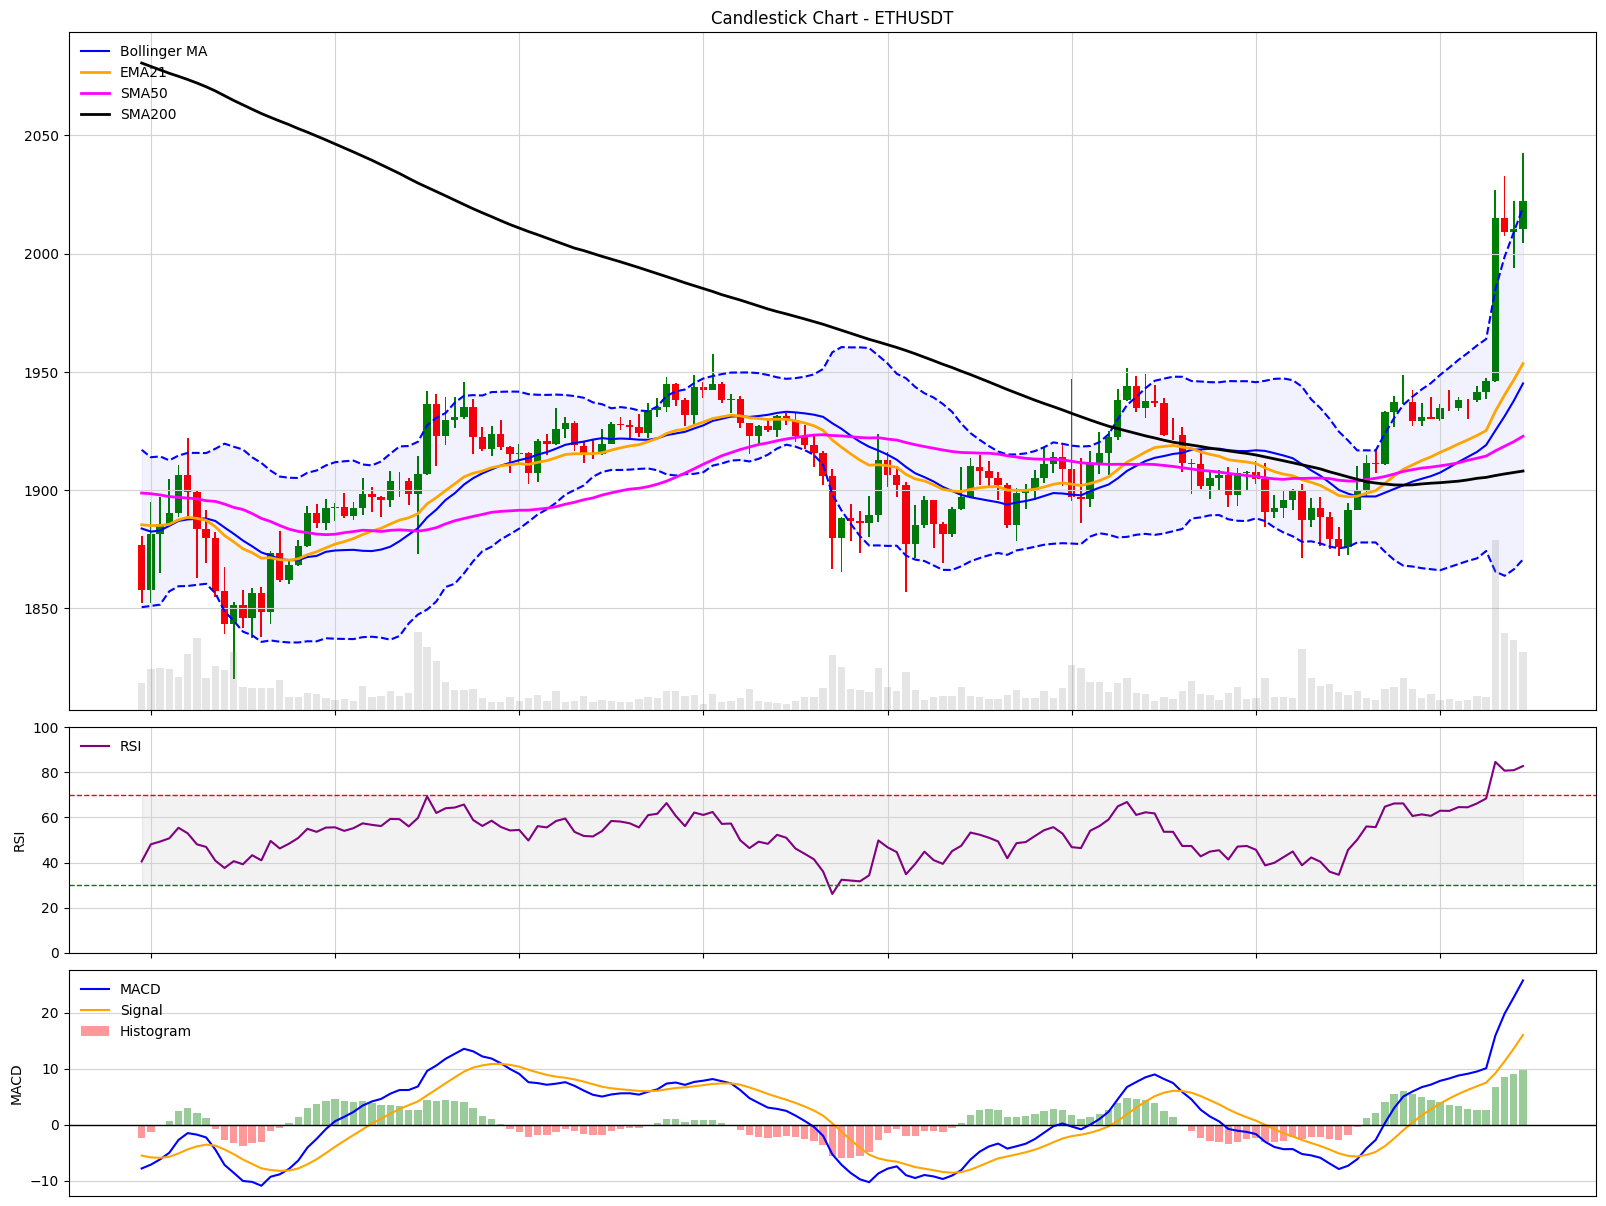 Candlestick Chart - ETHUSDT
Bollinger MA
EMA21
SMA50
SMA200
2050
2000
1950
1900
1850
RSI
100
80
60
40
20
0
RSI
MACD
Signal
Histogram
20
10
0
−10
MACD